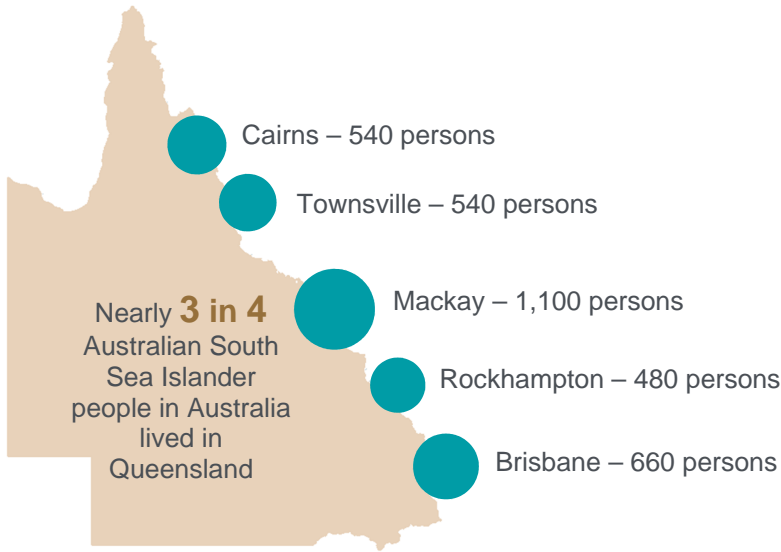 Cairns – 540 persons
Townsville – 540 persons
Mackay – 1,100 persons
Nearly 3 in 4
Australian South
Sea Islander
people in Australia
lived in
Queensland
Rockhampton – 480 persons
Brisbane – 660 persons